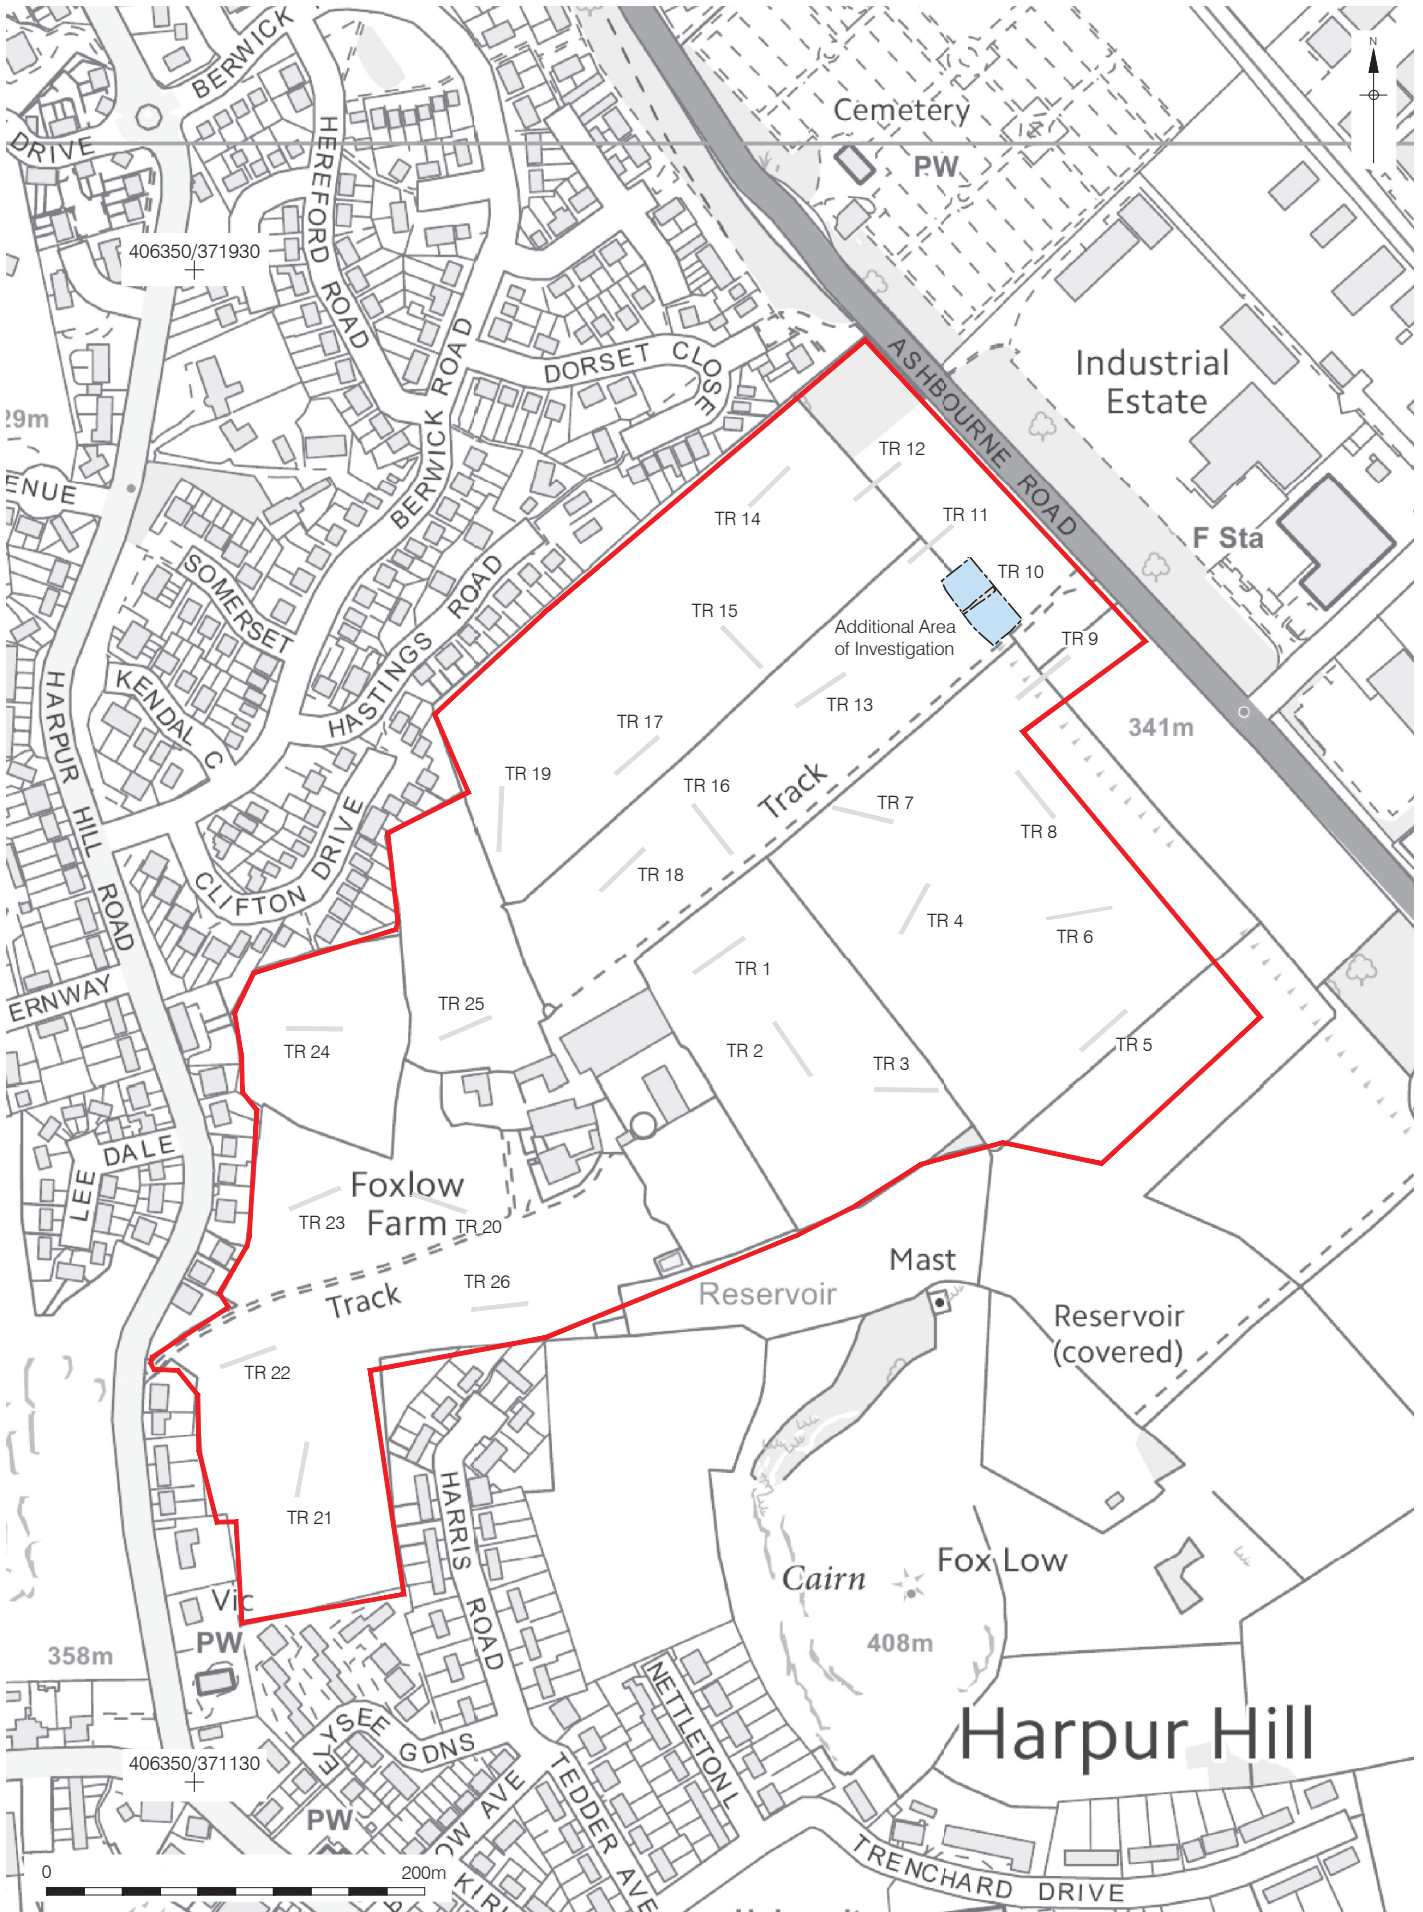 N
BERWICK
DRIVE
HEREFORD ROAD
Cemetery
PW
406350/371930
BERWICK ROAD
DORSET CLOSE
ASHBOURNE ROAD
Industrial
Estate
29m
ENUE
TR 12
TR 14
TR 11
F Sta
SOMERSET
TR 10
HASTINGS ROAD
TR 15
Additional Area
of Investigation
TR 9
KENDAL C
HARPUR HILL ROAD
TR 13
TR 17
341m
TR 19
TR 16
Track
TR 7
TR 8
CLIFTON DRIVE
TR 18
TR 4
TR 6
TR 1
ERNWAY
TR 25
TR 24
TR 2
TR 3
TR 5
LEE DALE
Foxlow
Farm
TR 23
TR 20
Track
TR 26
Mast
Reservoir
Reservoir
(covered)
TR 22
HARRIS ROAD
TR 21
Cairn
Fox Low
Vic
PW
358m
408m
NETTLETON L
Harpur Hill
ELYSEE GDNS
406350/371130
TEDDER AVE
PW
OW AVE
KIRK
TRENCHARD DRIVE
0
200m